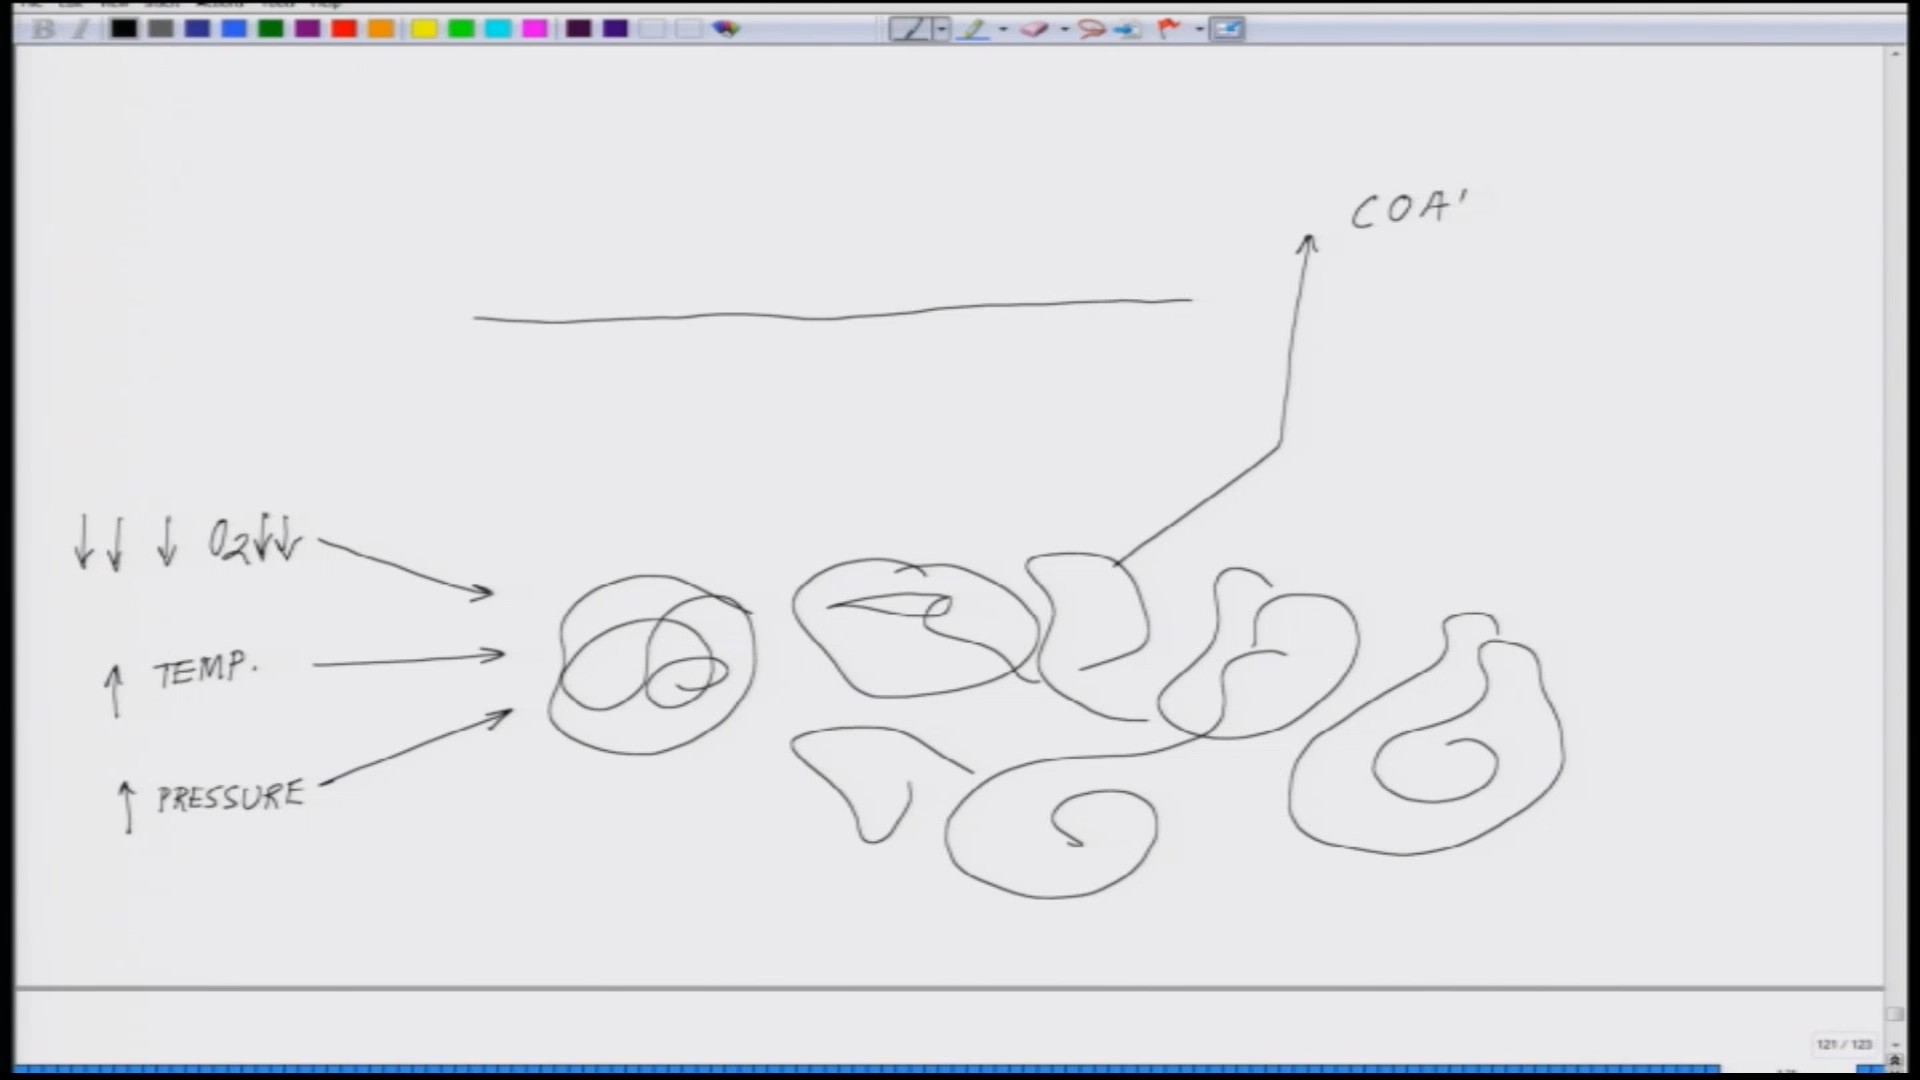 COA'
↓↓ ↓ O2↓↓
↑ TEMP.
↑ PRESSURE
121 / 123